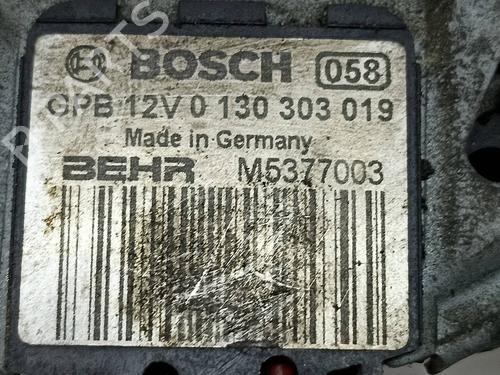 BOSCH 058
GPB 12V 0 130 303 019
Made in Germany
BEHR M5377003